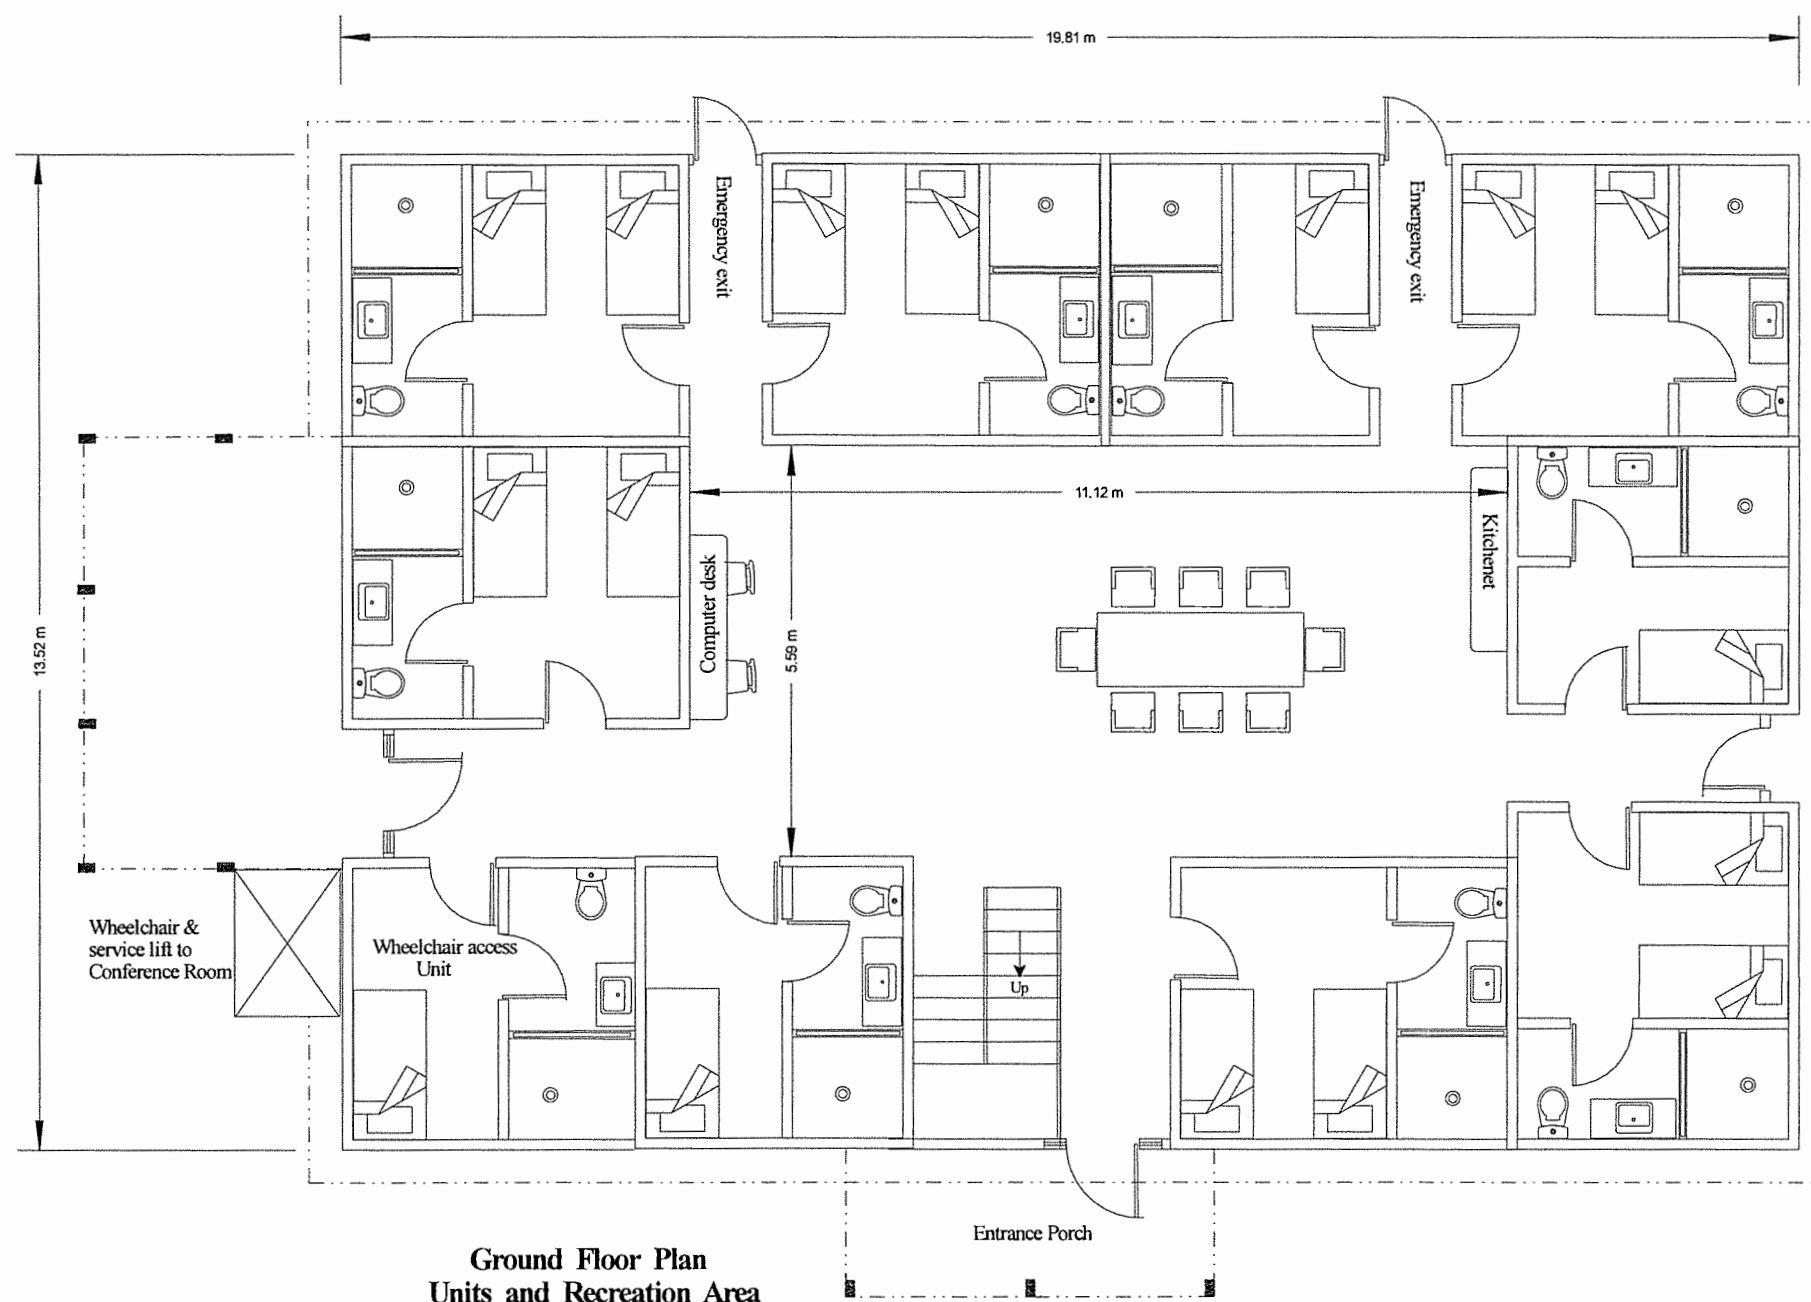 19.81 m
Emergency exit
Emergency exit
11.12 m
Kitchenet
Computer desk
5.59 m
13.52 m
Wheelchair &
service lift to
Conference Room
Wheelchair access
Unit
Up
Entrance Porch
Ground Floor Plan
Units and Recreation Area